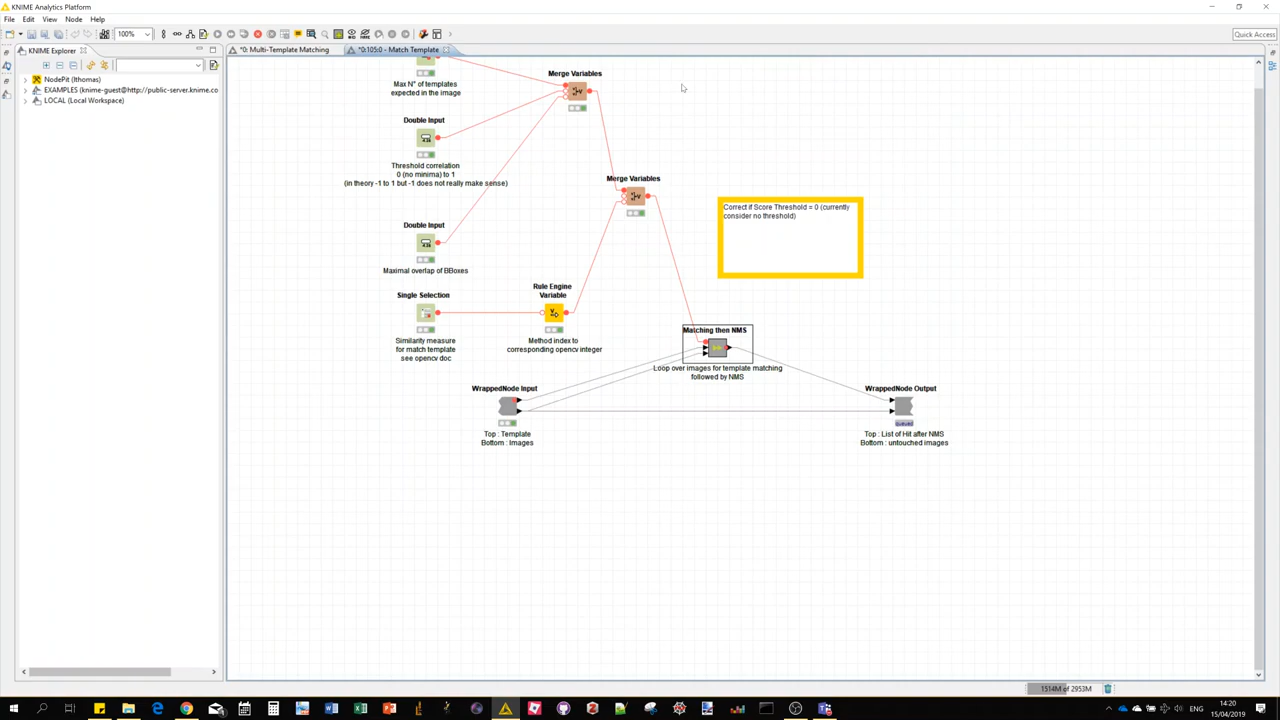 KNIME Analytics Platform
File Edit View Node Help
100%
Quick Access
KNIME Explorer
*0: Multi-Template Matching
*0:105:0 - Match Template
NodePit (lthomas)
EXAMPLES (knime-guest@http://public-server.knime.co
LOCAL (Local Workspace)
Max N° of templates
expected in the image
Merge Variables
Double Input
Threshold correlation
0 (no minima) to 1
(in theory -1 to 1 but -1 does not really make sense)
Merge Variables
Correct if Score Threshold = 0 (currently
consider no threshold)
Double Input
Maximal overlap of BBoxes
Single Selection
Similarity measure
for match template
see opencv doc
Rule Engine
Variable
Method index to
corresponding opencv integer
Matching then NMS
Loop over images for template matching
followed by NMS
WrappedNode Input
Top : Template
Bottom : Images
WrappedNode Output
queued
Top : List of Hit after NMS
Bottom : untouched images
1514M of 2953M
ENG
14:20
15/04/2019